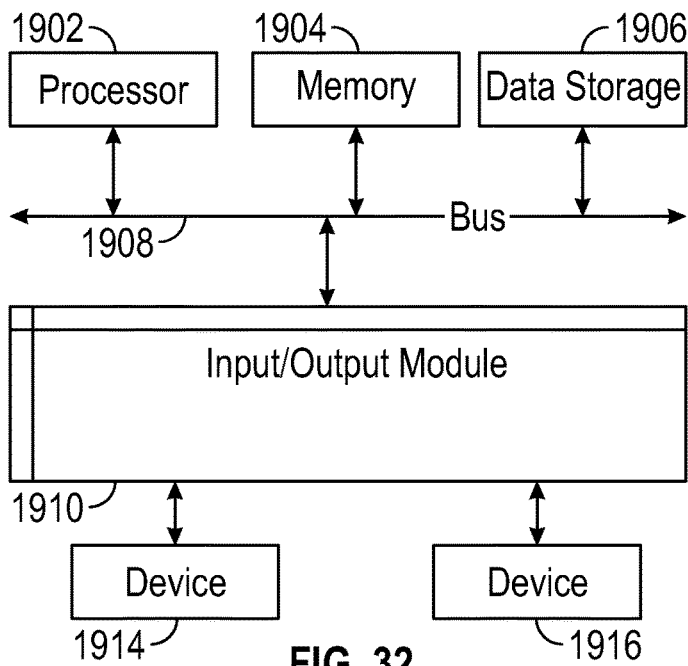 1902 1904 1906
Processor Memory Data Storage
Bus
1908
Input/Output Module
1910
Device Device
1914 1916
FIG. 32